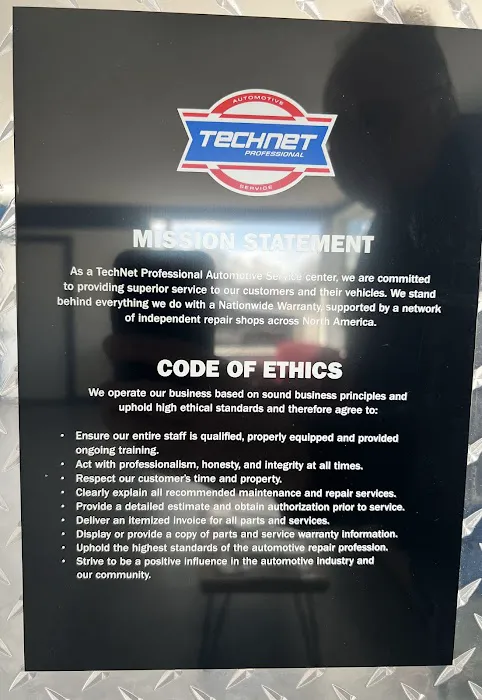 AUTOMOTIVE
TECHNET
PROFESSIONAL
SERVICE
MISSION STATEMENT
As a TechNet Professional Automotive Service center, we are committed
to providing superior service to our customers and their vehicles. We stand
behind everything we do with a Nationwide Warranty, supported by a network
of independent repair shops across North America.
CODE OF ETHICS
We operate our business based on sound business principles and
uphold high ethical standards and therefore agree to:
• Ensure our entire staff is qualified, properly equipped and provided
ongoing training.
• Act with professionalism, honesty, and integrity at all times.
• Respect our customer's time and property.
• Clearly explain all recommended maintenance and repair services.
• Provide a detailed estimate and obtain authorization prior to service.
• Deliver an itemized invoice for all parts and services.
• Display or provide a copy of parts and service warranty information.
• Uphold the highest standards of the automotive repair profession.
• Strive to be a positive influence in the automotive industry and
our community.